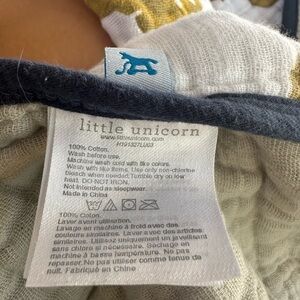 little unicorn
www.littleunicorn.com
100% Cotton.
Wash before use.
Machine wash cold with like colors.
Wash with like items. Use only non-chlorine
bleach when needed. Tumble dry on low
heat. DO NOT IRON.
Not intended as sleepwear.
Made in China
100% Coton.
Laver avant utilisation.
Lavage en machine à froid avec des
couleurs similaires. Laver avec des articles
similaires. Utilisez uniquement un javellisant
sans chlore si nécessaire. Séchage en
machine à basse température. Ne pas
repasser. Ne pas utiliser comme tenue de
nuit. Fabriqué en Chine